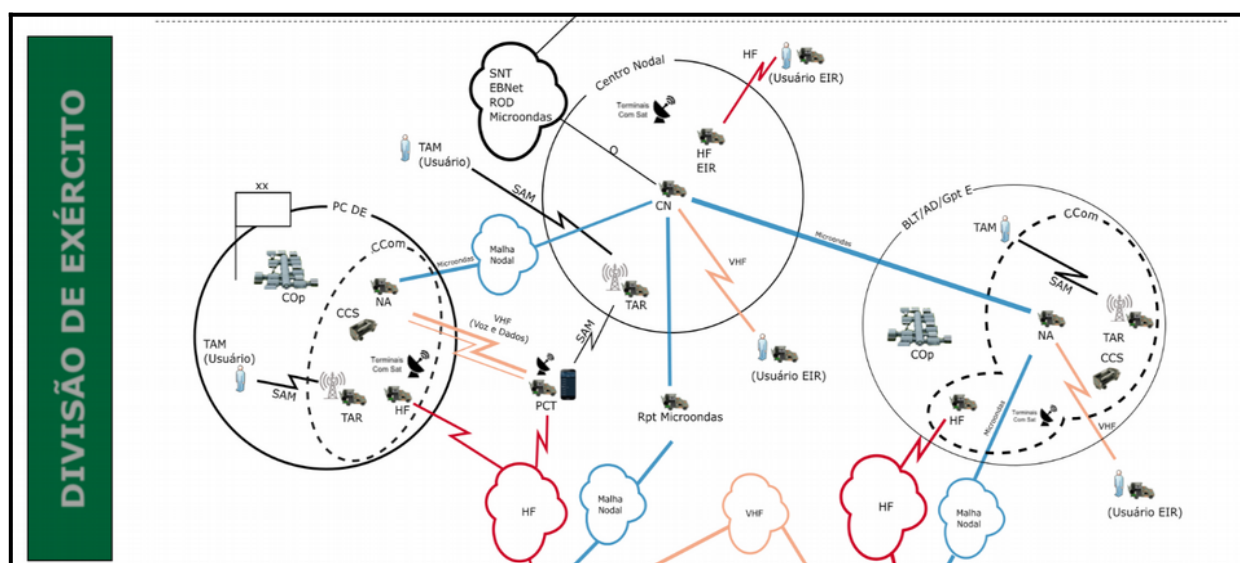 DIVISÃO DE EXÉRCITO
SNT
EBNet
ROD
Microondas
Centro Nodal
HF
(Usuário EIR)
Terminais
Com Sat
HF
EIR
TAM
(Usuário)
SAM
O
CN
xx
PC DE
CCom
Microondas
Malha
Nodal
Microondas
VHF
BLT/AD/Gpt E
CCom
TAM
SAM
COp
NA
CCS
VHF
(Voz e Dados)
TAR
SAM
TAM
(Usuário)
SAM
Terminais
Com Sat
TAR
HF
PCT
Rpt Microondas
(Usuário EIR)
COp
NA
TAR
CCS
HF
Terminais
Com Sat
Microondas
VHF
(Usuário EIR)
HF
Malha
Nodal
VHF
HF
Malha
Nodal